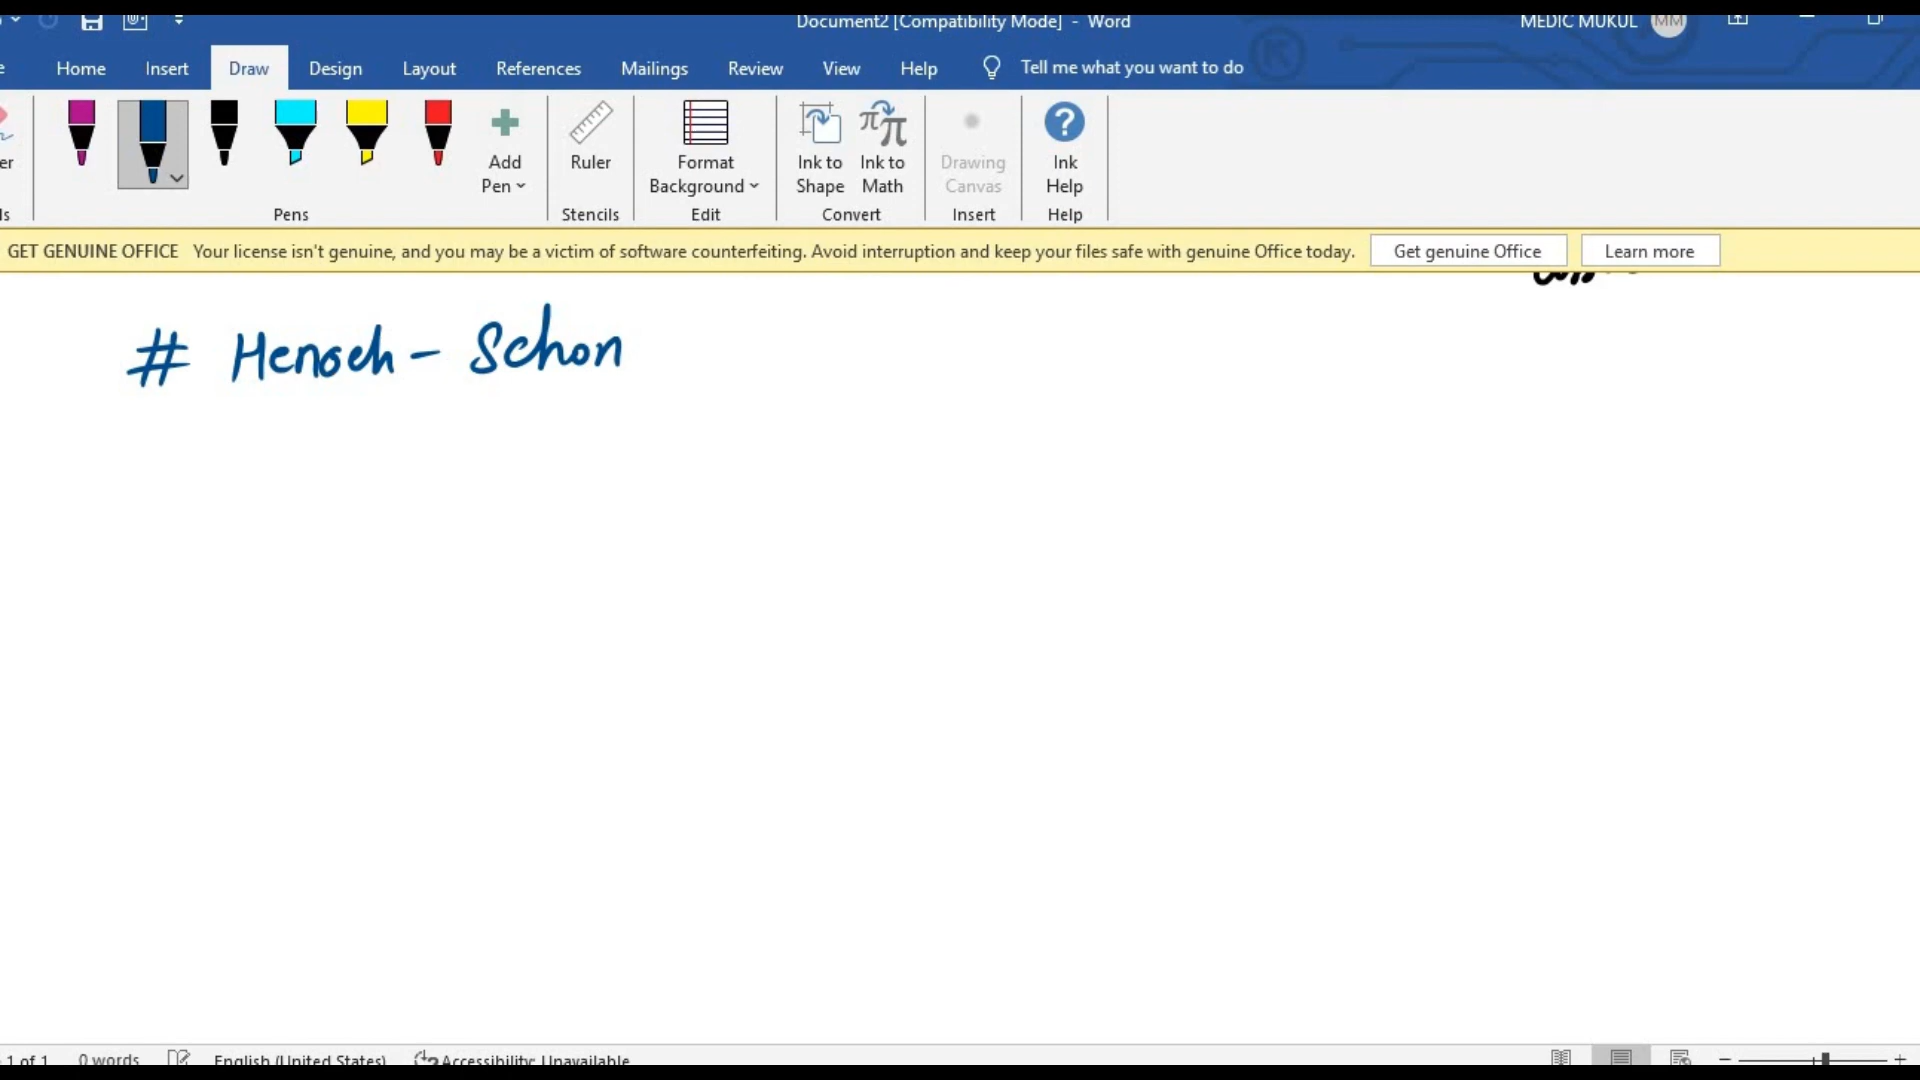 Document2 [Compatibility Mode] - Word MEDIC MUKUL MM
Home Insert Draw Design Layout References Mailings Review View Help Tell me what you want to do
Add Pen Ruler Format Background Ink to Shape Ink to Math Drawing Canvas Ink Help
Pens Stencils Edit Convert Insert Help
GET GENUINE OFFICE Your license isn't genuine, and you may be a victim of software counterfeiting. Avoid interruption and keep your files safe with genuine Office today. Get genuine Office Learn more
# Henoch - Schon
1 of 1 0 words English (United States) Accessibility: Unavailable